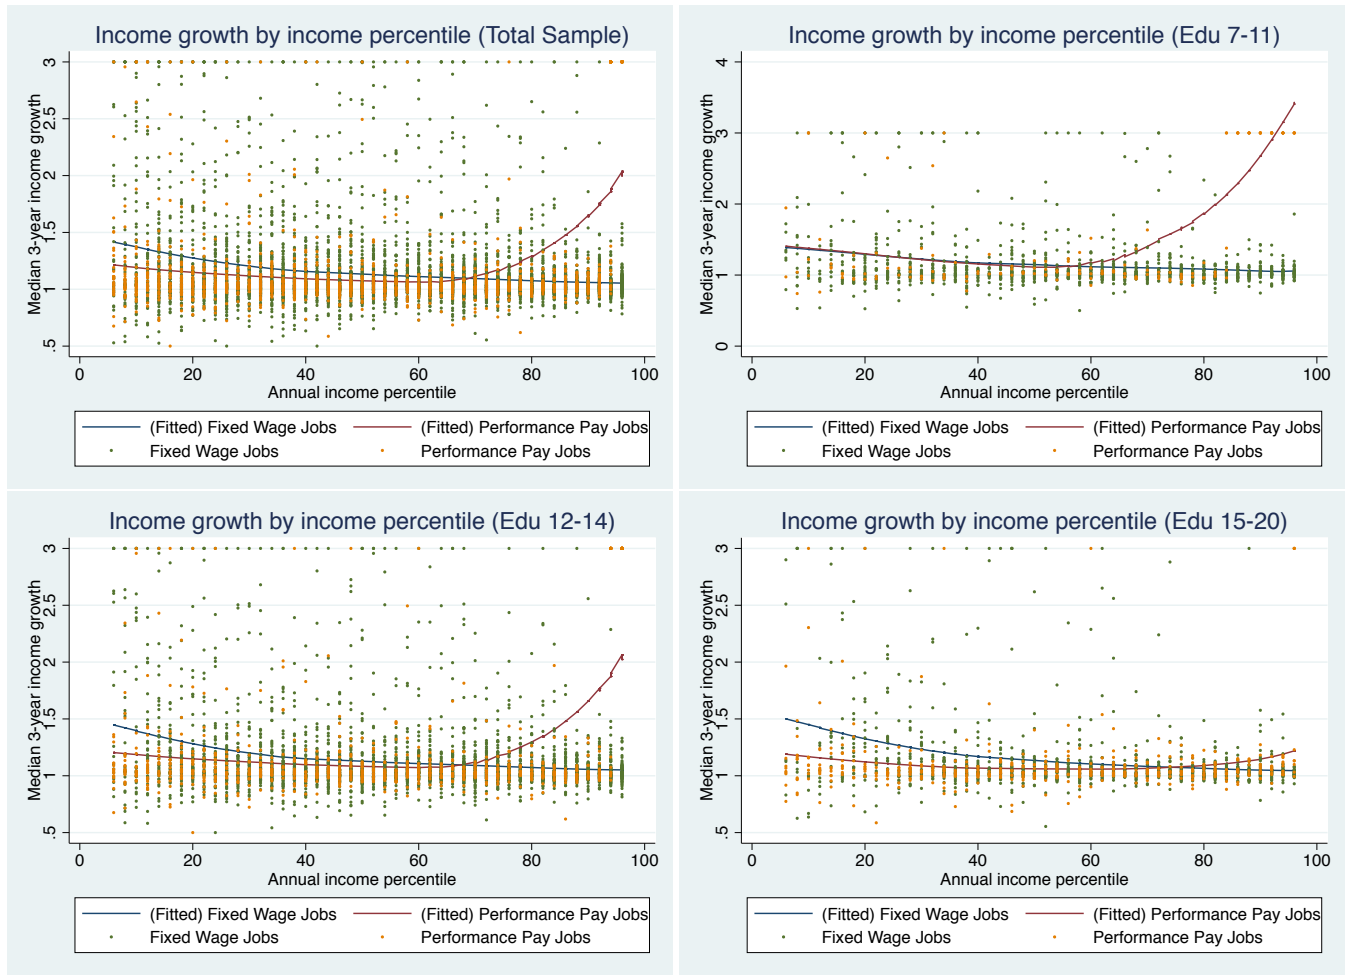 Income growth by income percentile (Total Sample)
Median 3-year income growth
3
2.5
2
1.5
1
.5
0 20 40 60 80 100
Annual income percentile
(Fitted) Fixed Wage Jobs (Fitted) Performance Pay Jobs
Fixed Wage Jobs Performance Pay Jobs
Income growth by income percentile (Edu 7-11)
Median 3-year income growth
4
3
2
1
0
0 20 40 60 80 100
Annual income percentile
(Fitted) Fixed Wage Jobs (Fitted) Performance Pay Jobs
Fixed Wage Jobs Performance Pay Jobs
Income growth by income percentile (Edu 12-14)
Median 3-year income growth
3
2.5
2
1.5
1
.5
0 20 40 60 80 100
Annual income percentile
(Fitted) Fixed Wage Jobs (Fitted) Performance Pay Jobs
Fixed Wage Jobs Performance Pay Jobs
Income growth by income percentile (Edu 15-20)
Median 3-year income growth
3
2.5
2
1.5
1
.5
0 20 40 60 80 100
Annual income percentile
(Fitted) Fixed Wage Jobs (Fitted) Performance Pay Jobs
Fixed Wage Jobs Performance Pay Jobs